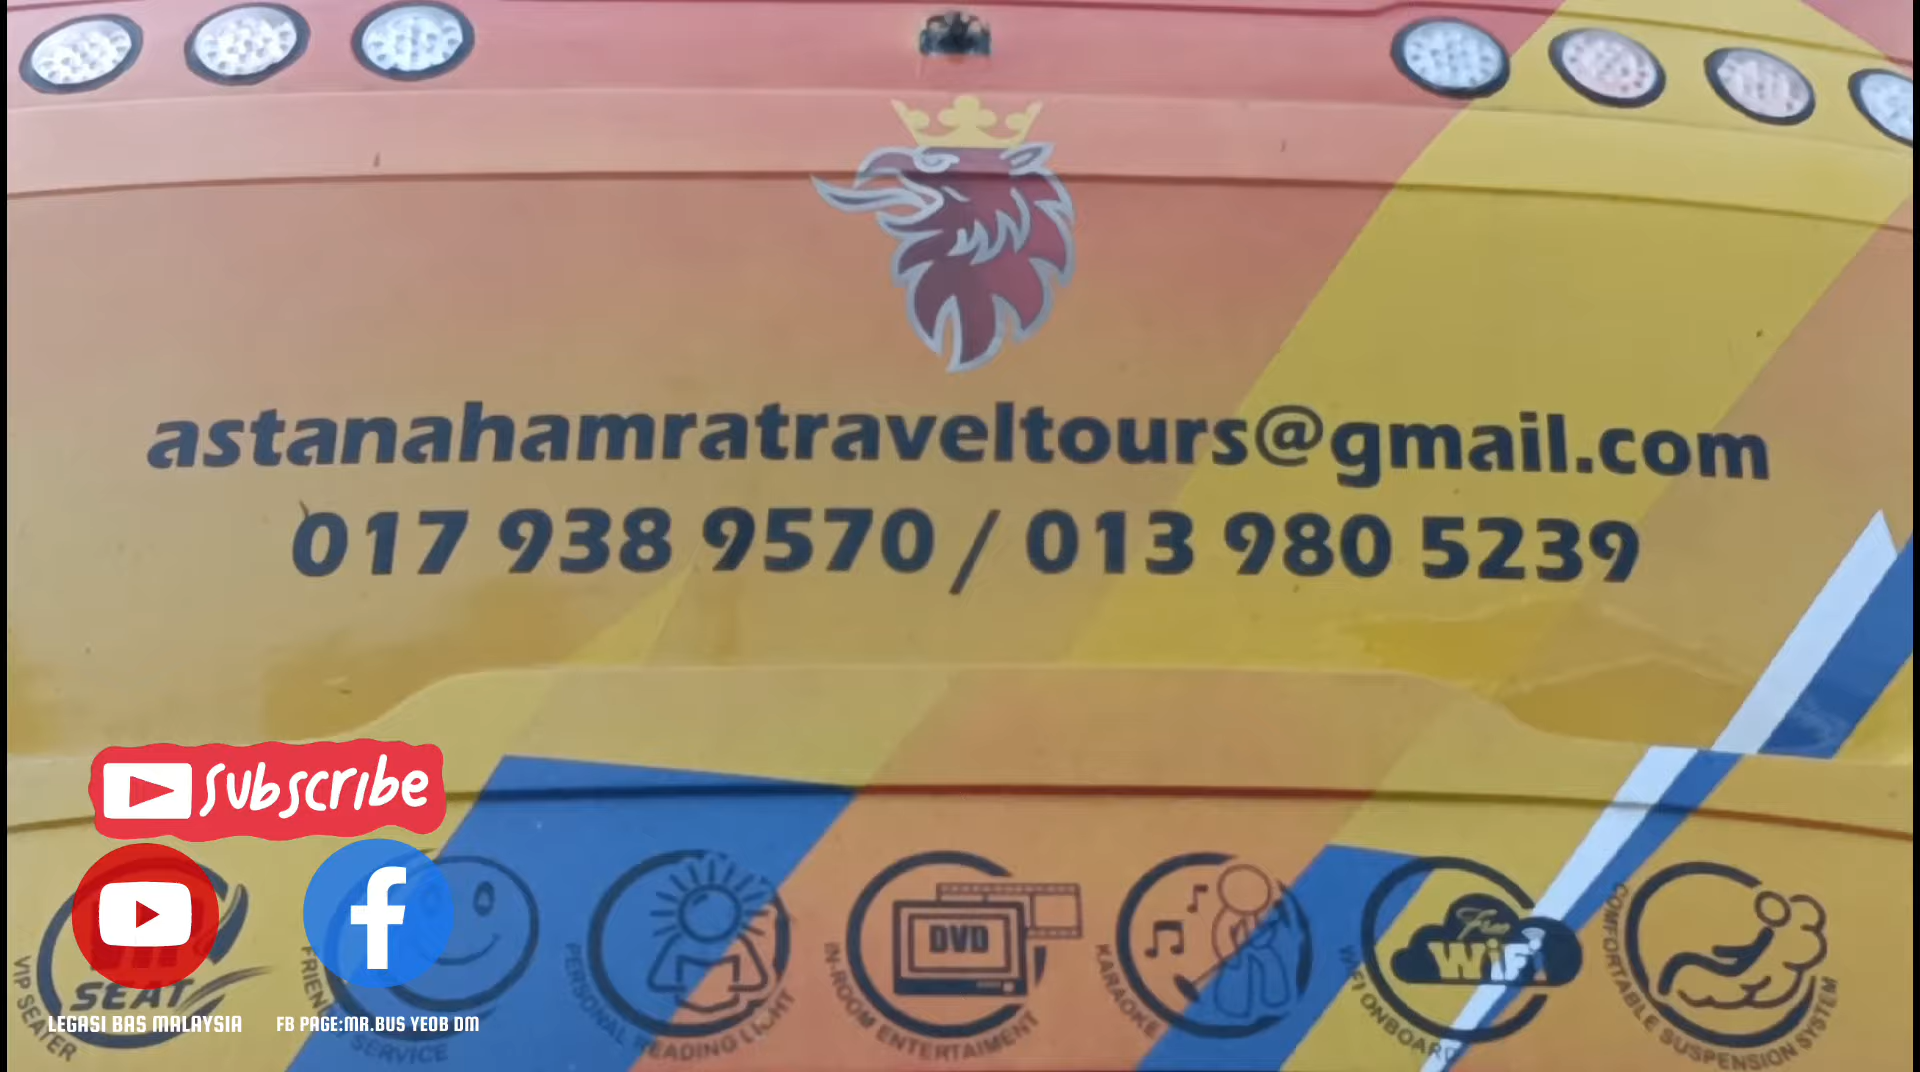 astanahamratraveltours@gmail.com
017 938 9570 / 013 980 5239
Subscribe
SEAT
VIP SEATER
FRIEN SERVICE
PERSONAL READING LIGHT
DVD
IN-ROOM ENTERTAIMENT
KARAOKE
Free
WiFi
WIFI ONBOARD
COMFORTABLE SUSPENSION SYSTEM
LEGASI BAS MALAYSIA
FB PAGE:MR.BUS YEOB DM